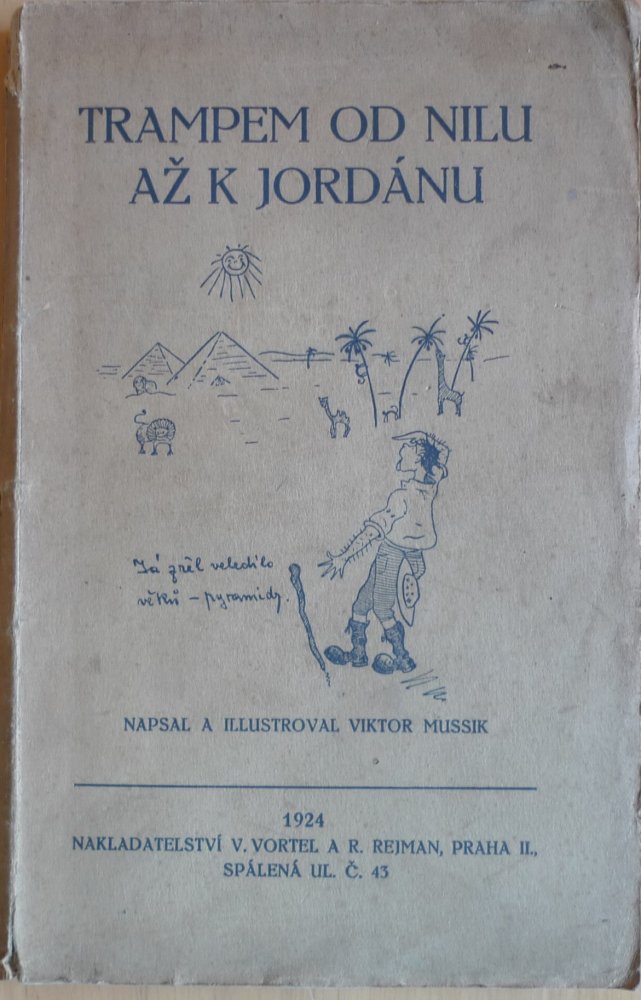 TRAMPEM OD NILU
AŽ K JORDÁNU
Já zřel veledílo
věků – pyramidy.
NAPSAL A ILLUSTROVAL VIKTOR MUSSIK
1924
NAKLADATELSTVÍ V. VORTEL A R. REJMAN, PRAHA II.,
SPÁLENÁ UL. Č. 43